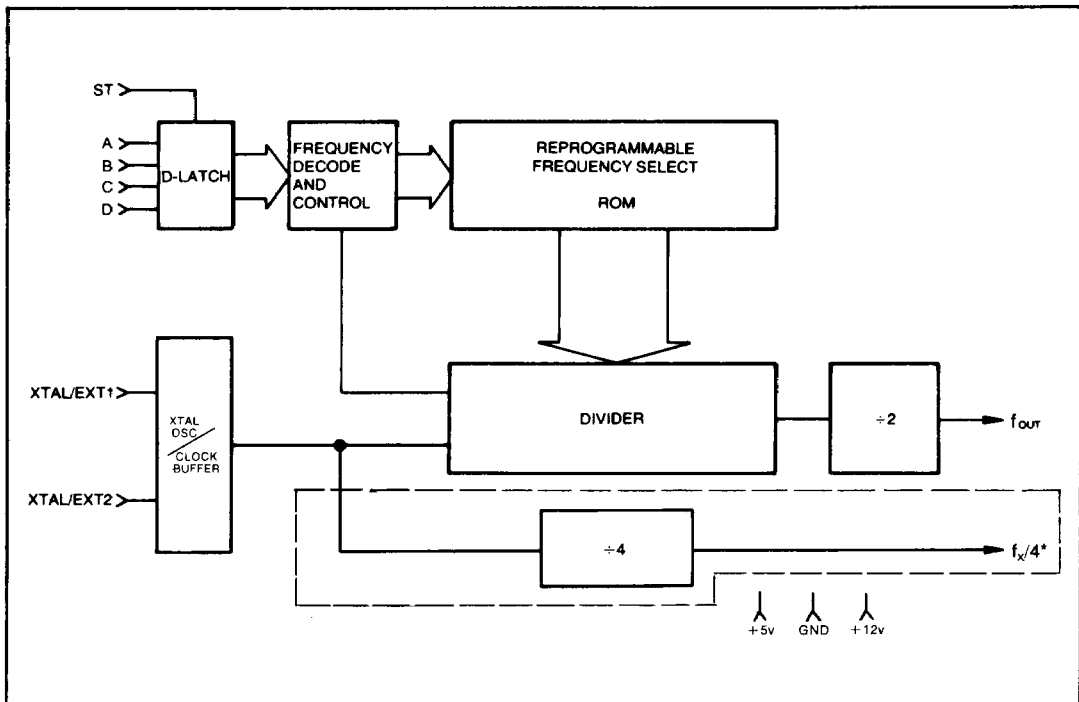 ST
A
B
C
D
D-LATCH
FREQUENCY
DECODE
AND
CONTROL
REPROGRAMMABLE
FREQUENCY SELECT
ROM
XTAL/EXT1
XTAL/EXT2
XTAL
OSC
CLOCK
BUFFER
DIVIDER
÷2
fOUT
÷4
fx/4*
+5v GND +12v